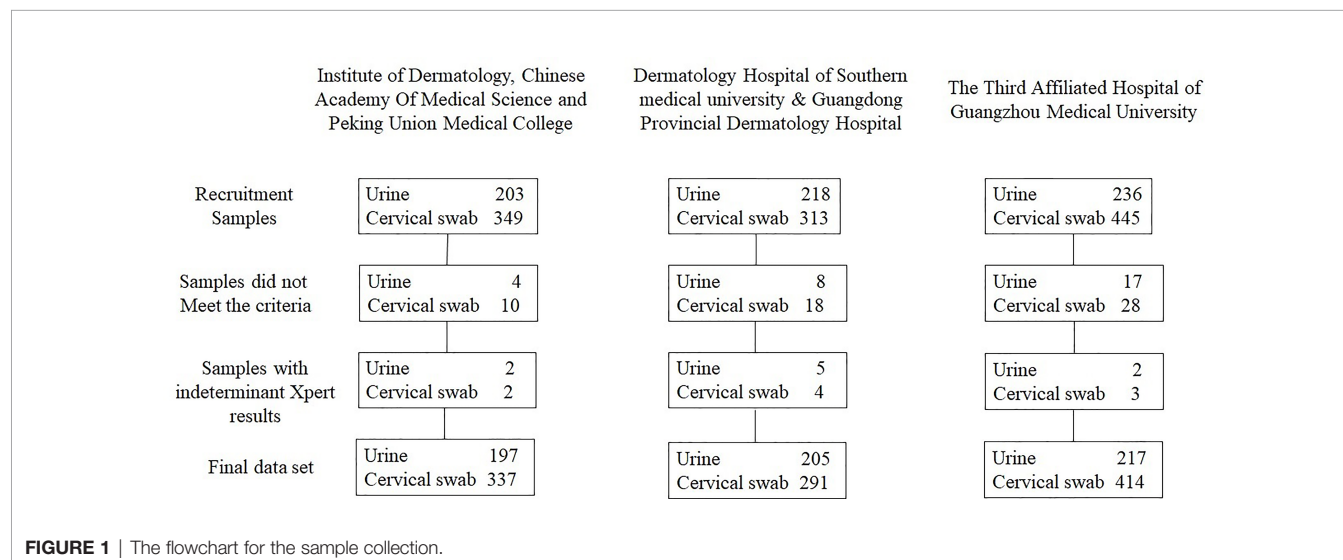 Institute of Dermatology, Chinese
Academy Of Medical Science and
Peking Union Medical College
Dermatology Hospital of Southern
medical university & Guangdong
Provincial Dermatology Hospital
The Third Affiliated Hospital of
Guangzhou Medical University
Recruitment
Samples
Urine 203
Cervical swab 349
Urine 218
Cervical swab 313
Urine 236
Cervical swab 445
Samples did not
Meet the criteria
Urine 4
Cervical swab 10
Urine 8
Cervical swab 18
Urine 17
Cervical swab 28
Samples with
indeterminant Xpert
results
Urine 2
Cervical swab 2
Urine 5
Cervical swab 4
Urine 2
Cervical swab 3
Final data set
Urine 197
Cervical swab 337
Urine 205
Cervical swab 291
Urine 217
Cervical swab 414
FIGURE 1 | The flowchart for the sample collection.